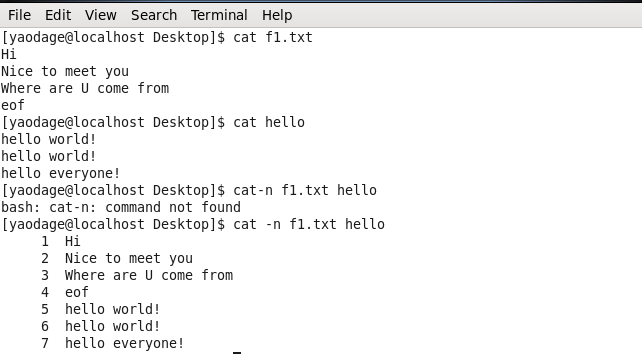 File Edit View Search Terminal Help
[yaodage@localhost Desktop]$ cat f1.txt
Hi
Nice to meet you
Where are U come from
eof
[yaodage@localhost Desktop]$ cat hello
hello world!
hello world!
hello everyone!
[yaodage@localhost Desktop]$ cat-n f1.txt hello
bash: cat-n: command not found
[yaodage@localhost Desktop]$ cat -n f1.txt hello
     1  Hi
     2  Nice to meet you
     3  Where are U come from
     4  eof
     5  hello world!
     6  hello world!
     7  hello everyone!